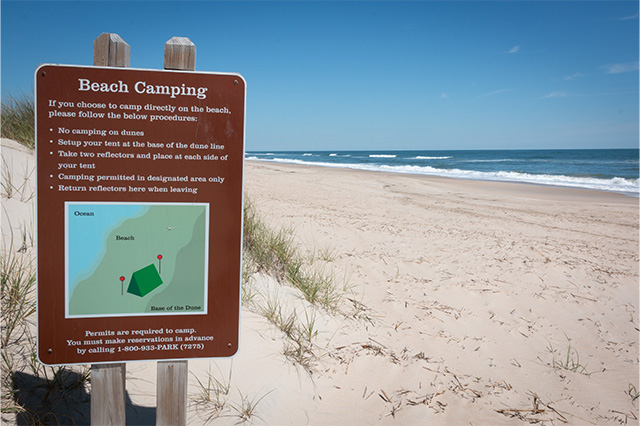 Beach Camping
If you choose to camp directly on the beach,
please follow the below procedures:
• No camping on dunes
• Setup your tent at the base of the dune line
• Take two reflectors and place at each side of
your tent
• Camping permitted in designated area only
• Return reflectors here when leaving
Ocean
Beach
Base of the Dune
Permits are required to camp.
You must make reservations in advance
by calling 1-800-933-PARK (7275)